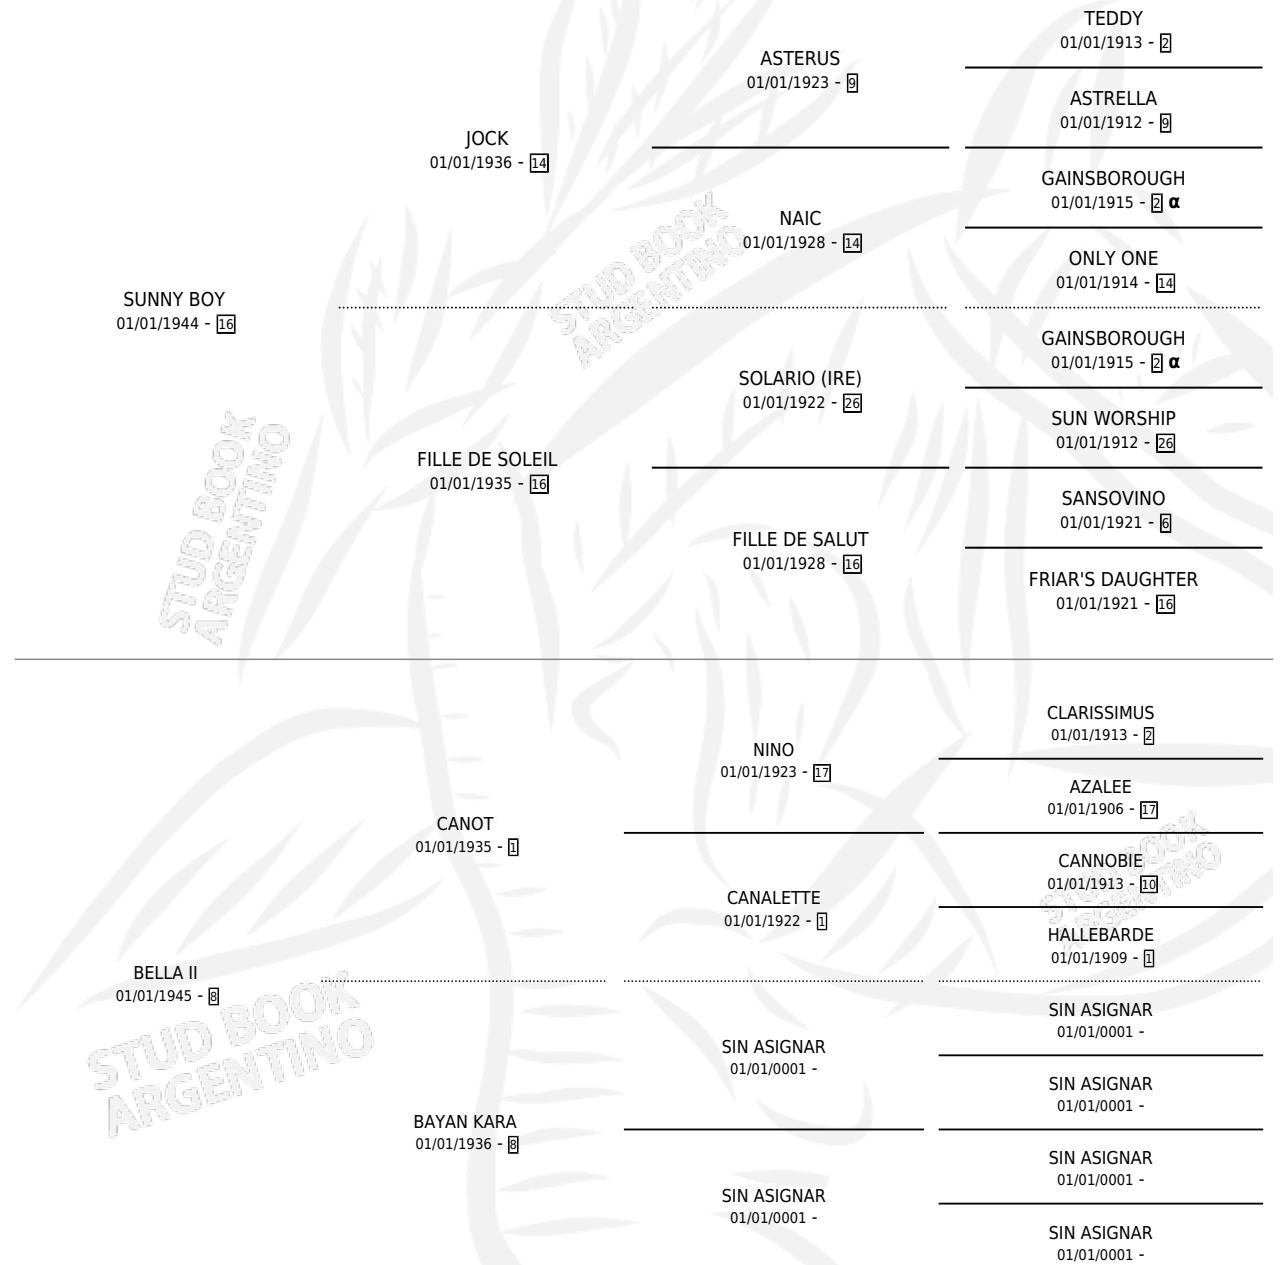 TEDDY
01/01/1913 - 2
ASTERUS
01/01/1923 - 9
ASTRELLA
01/01/1912 - 9
JOCK
01/01/1936 - 14
GAINSBOROUGH
01/01/1915 - 2 α
NAIC
01/01/1928 - 14
ONLY ONE
01/01/1914 - 14
SUNNY BOY
01/01/1944 - 16
GAINSBOROUGH
01/01/1915 - 2 α
SOLARIO (IRE)
01/01/1922 - 26
SUN WORSHIP
01/01/1912 - 26
FILLE DE SOLEIL
01/01/1935 - 16
SANSOVINO
01/01/1921 - 6
FILLE DE SALUT
01/01/1928 - 16
FRIAR'S DAUGHTER
01/01/1921 - 16
STUD BOOK
ARGENTINO
STUD BOOK
ARGENTINO
CLARISSIMUS
01/01/1913 - 2
NINO
01/01/1923 - 17
AZALEE
01/01/1906 - 17
CANOT
01/01/1935 - 1
CANNOBIE
01/01/1913 - 10
CANALETTE
01/01/1922 - 1
HALLEBARDE
01/01/1909 - 1
BELLA II
01/01/1945 - 8
SIN ASIGNAR
01/01/0001 -
SIN ASIGNAR
01/01/0001 -
SIN ASIGNAR
01/01/0001 -
BAYAN KARA
01/01/1936 - 8
SIN ASIGNAR
01/01/0001 -
SIN ASIGNAR
01/01/0001 -
SIN ASIGNAR
01/01/0001 -
STUD BOOK
ARGENTINO
STUD BOOK
ARGENTINO